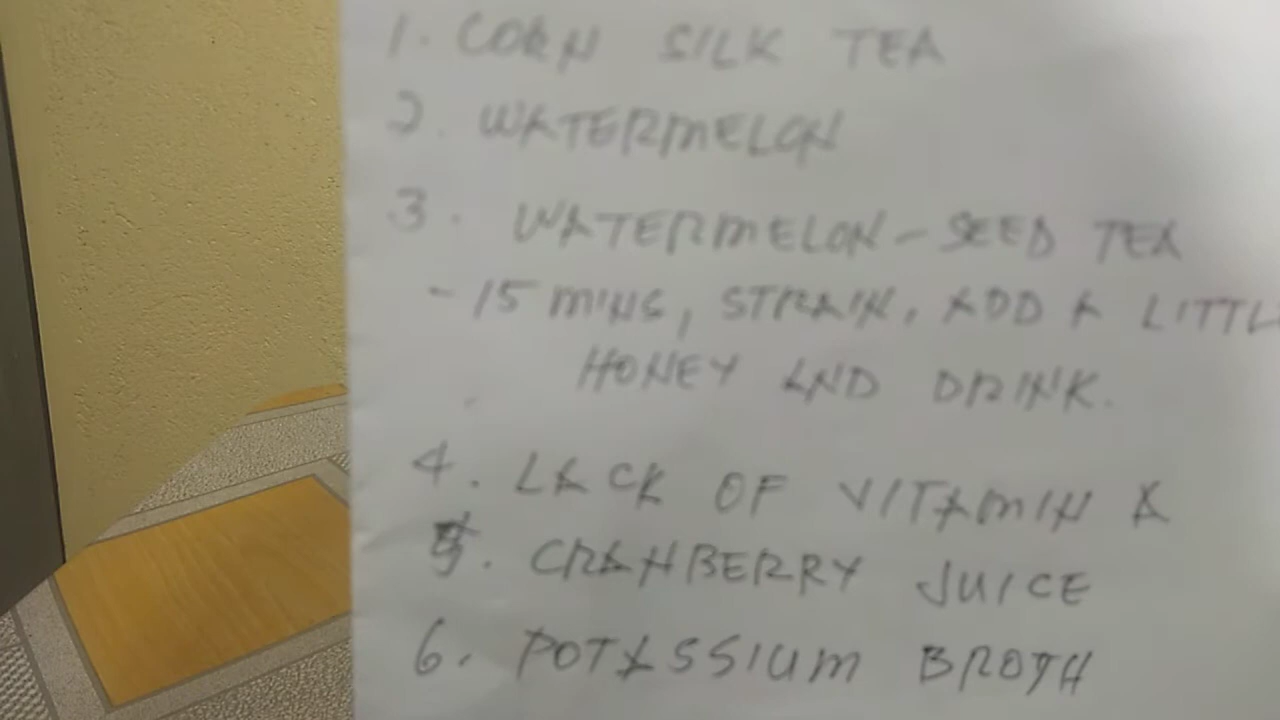 1. CORN SILK TEA
2. WATERMELON
3. WATERMELON-SEED TEA
- 15 MINS, STRAIN, ADD A LITTL
HONEY AND DRINK.
4. LACK OF VITAMIN A
5. CRANBERRY JUICE
6. POTASSIUM BROTH